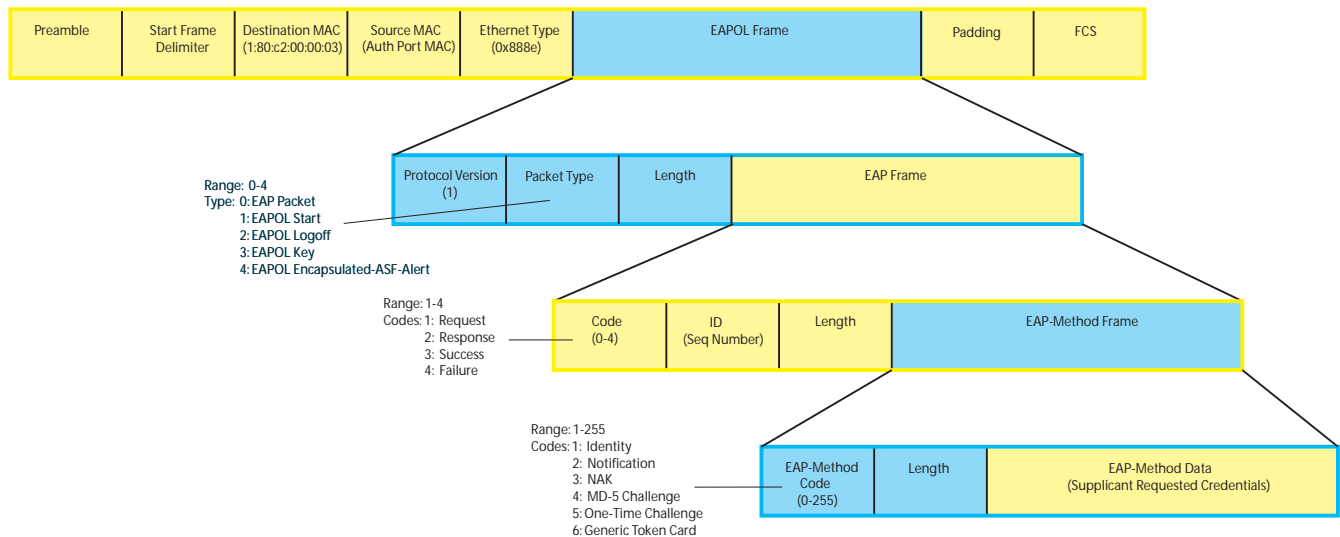 Preamble
Start Frame
Delimiter
Destination MAC
(1:80:c2:00:00:03)
Source MAC
(Auth Port MAC)
Ethernet Type
(0x888e)
EAPOL Frame
Padding
FCS
Protocol Version
(1)
Packet Type
Length
EAP Frame
Range: 0-4
Type: 0: EAP Packet
1: EAPOL Start
2: EAPOL Logoff
3: EAPOL Key
4: EAPOL Encapsulated-ASF-Alert
Code
(0-4)
ID
(Seq Number)
Length
EAP-Method Frame
Range: 1-4
Codes: 1: Request
2: Response
3: Success
4: Failure
Range: 1-255
Codes: 1: Identity
2: Notification
3: NAK
4: MD-5 Challenge
5: One-Time Challenge
6: Generic Token Card
EAP-Method
Code
(0-255)
Length
EAP-Method Data
(Supplicant Requested Credentials)